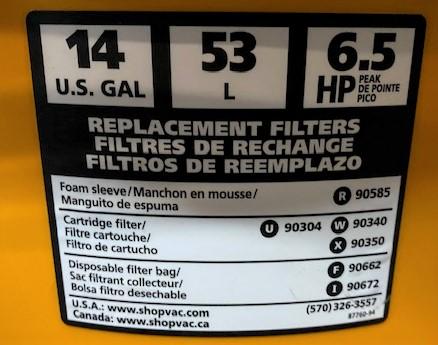 14
U.S. GAL
53
L
6.5
HP PEAK
DE POINTE
PICO
REPLACEMENT FILTERS
FILTRES DE RECHANGE
FILTROS DE REEMPLAZO
Foam sleeve/Manchon en mousse/
Manguito de espuma
R 90585
Cartridge filter/
Filtre cartouche/
Filtro de cartucho
U 90304 W 90340
X 90350
Disposable filter bag/
Sac filtrant collecteur/
Bolsa filtro desechable
F 90662
I 90672
U.S.A.: www.shopvac.com
Canada: www.shopvac.ca
(570) 326-3557
87760-94